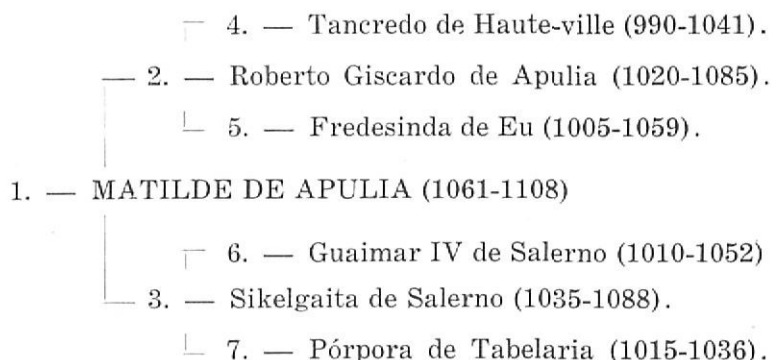 4. — Tancredo de Haute-ville (990-1041).
2. — Roberto Giscardo de Apulia (1020-1085).
5. — Fredesinda de Eu (1005-1059).
1. — MATILDE DE APULIA (1061-1108)
6. — Guaimar IV de Salerno (1010-1052)
3. — Sikelgaita de Salerno (1035-1088).
7. — Pórpora de Tabelaria (1015-1036).